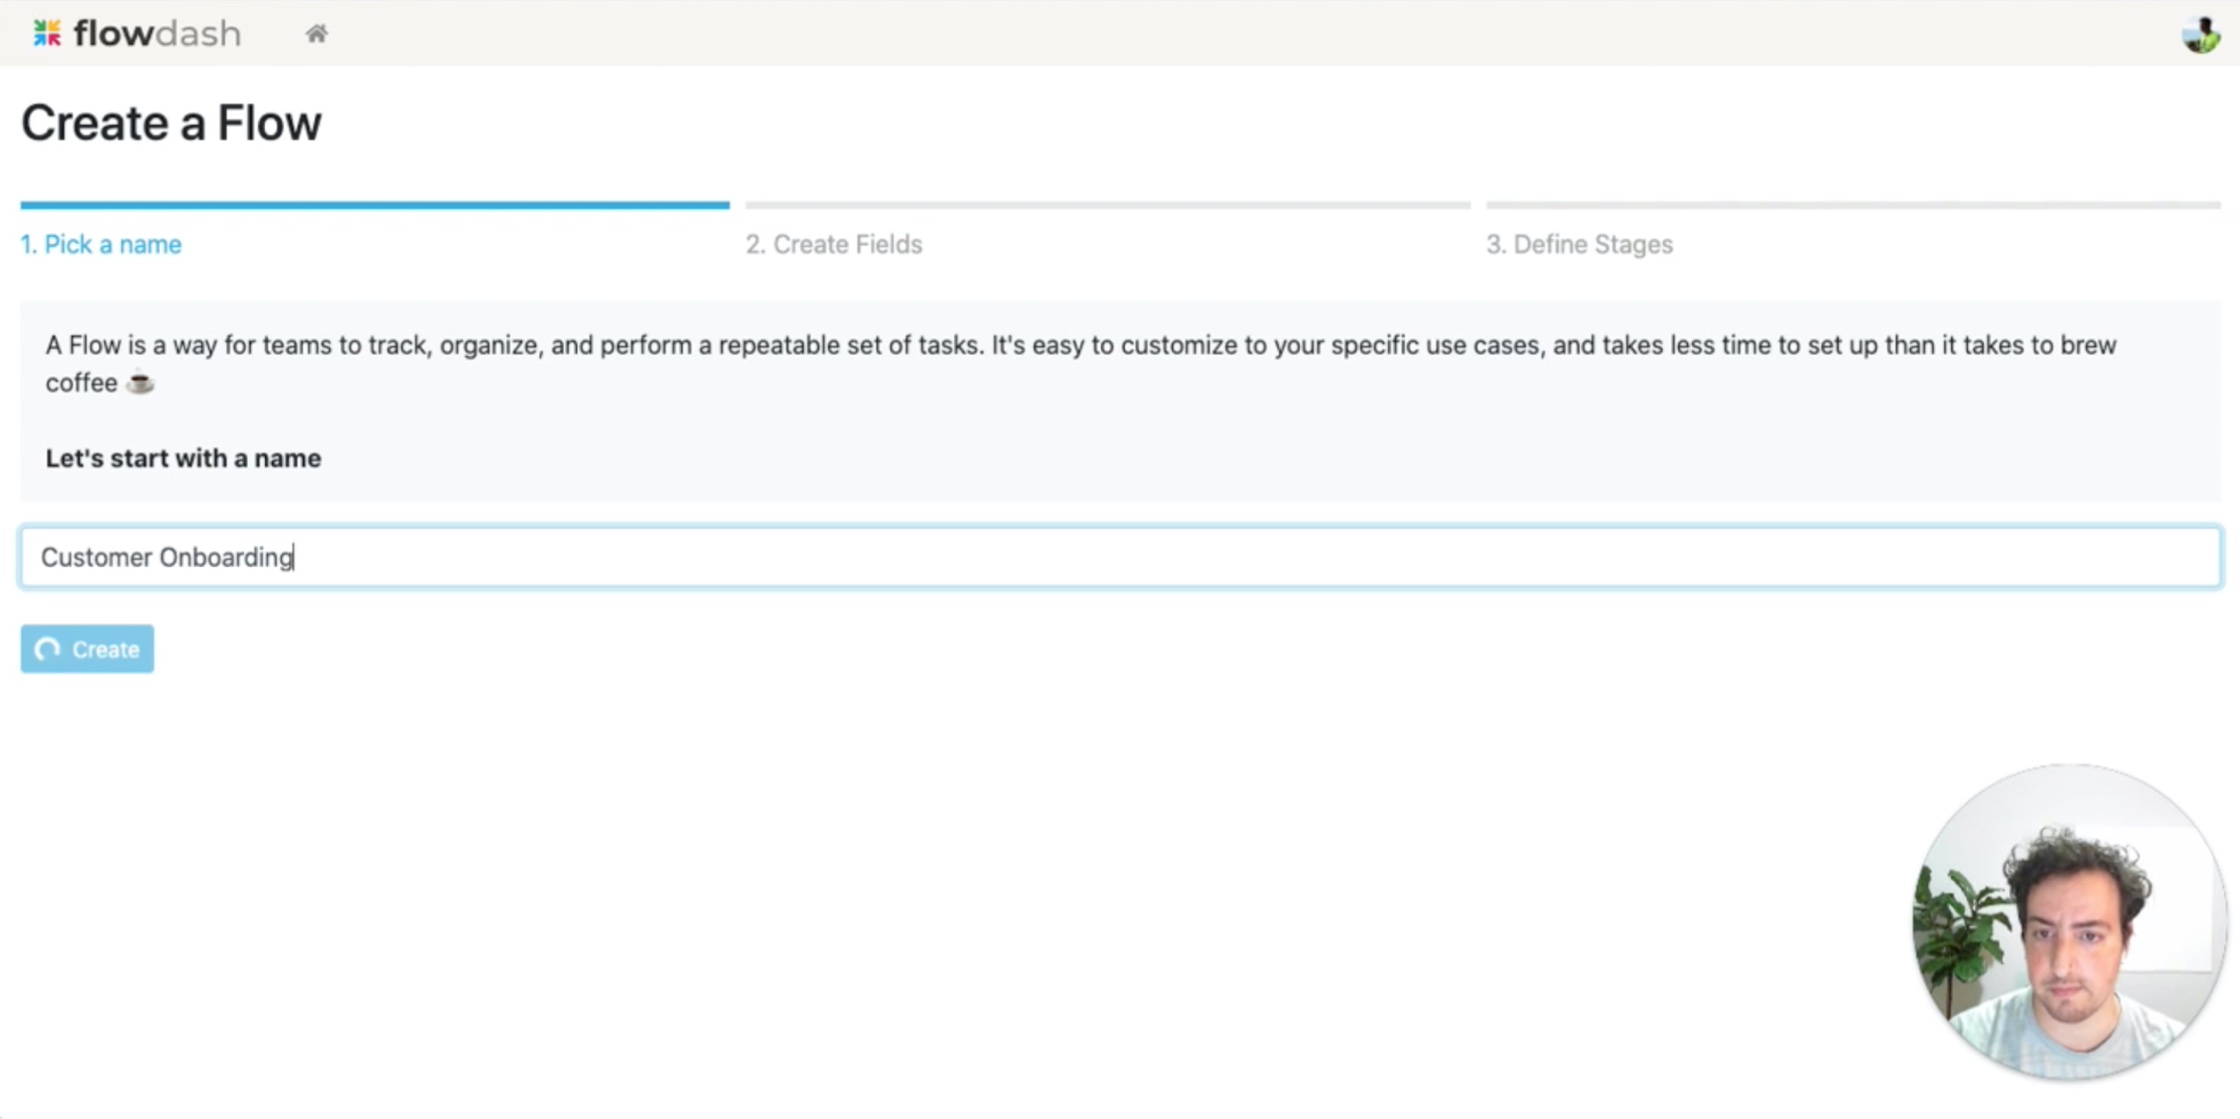 flowdash
Create a Flow
1. Pick a name
2. Create Fields
3. Define Stages
A Flow is a way for teams to track, organize, and perform a repeatable set of tasks. It's easy to customize to your specific use cases, and takes less time to set up than it takes to brew
coffee ☕
Let's start with a name
Customer Onboarding
Create